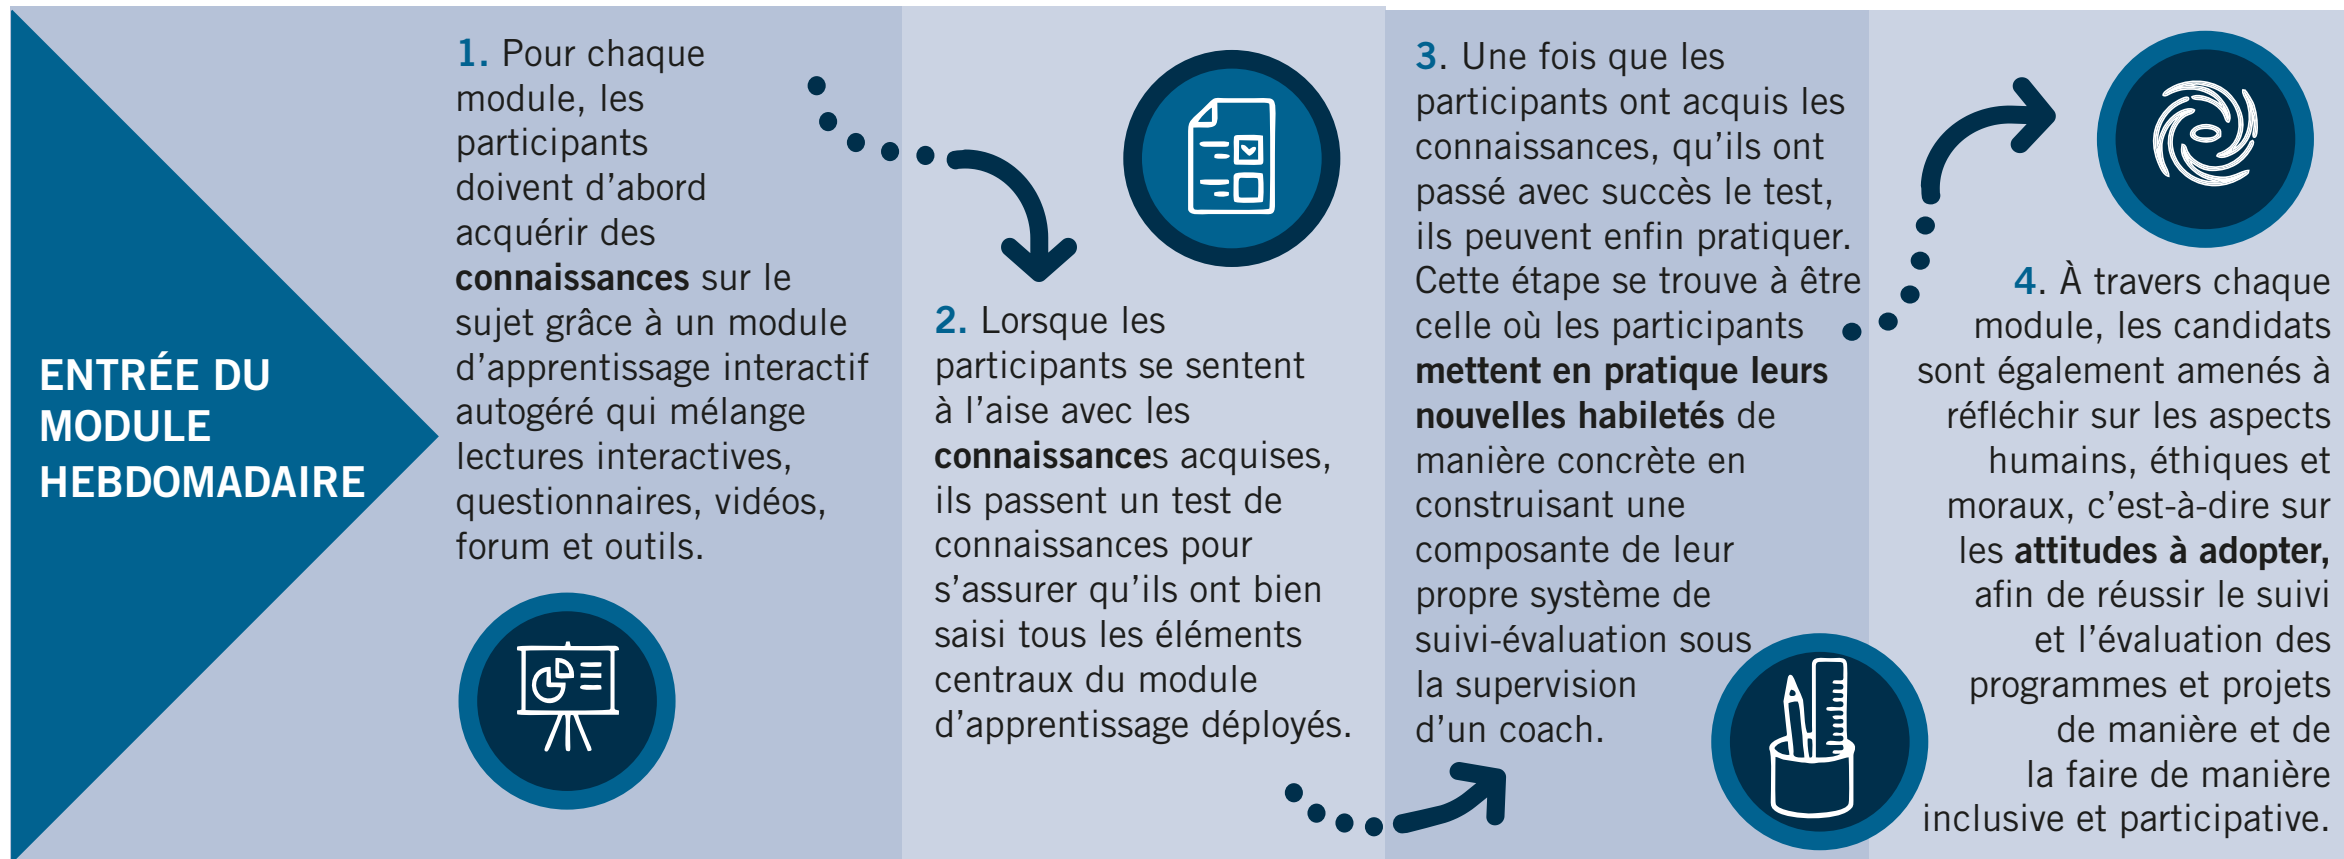 ENTRÉE DU
MODULE
HEBDOMADAIRE
1. Pour chaque
module, les
participants
doivent d’abord
acquérir des
connaissances sur le
sujet grâce à un module
d’apprentissage interactif
autogéré qui mélange
lectures interactives,
questionnaires, vidéos,
forum et outils.
2. Lorsque les
participants se sentent
à l’aise avec les
connaissances acquises,
ils passent un test de
connaissances pour
s’assurer qu’ils ont bien
saisi tous les éléments
centraux du module
d’apprentissage déployés.
3. Une fois que les
participants ont acquis les
connaissances, qu’ils ont
passé avec succès le test,
ils peuvent enfin pratiquer.
Cette étape se trouve à être
celle où les participants
mettent en pratique leurs
nouvelles habiletés de
manière concrète en
construisant une
composante de leur
propre système de
suivi-évaluation sous
la supervision
d’un coach.
4. À travers chaque
module, les candidats
sont également amenés à
réfléchir sur les aspects
humains, éthiques et
moraux, c’est-à-dire sur
les attitudes à adopter,
afin de réussir le suivi
et l’évaluation des
programmes et projets
de manière et de
la faire de manière
inclusive et participative.